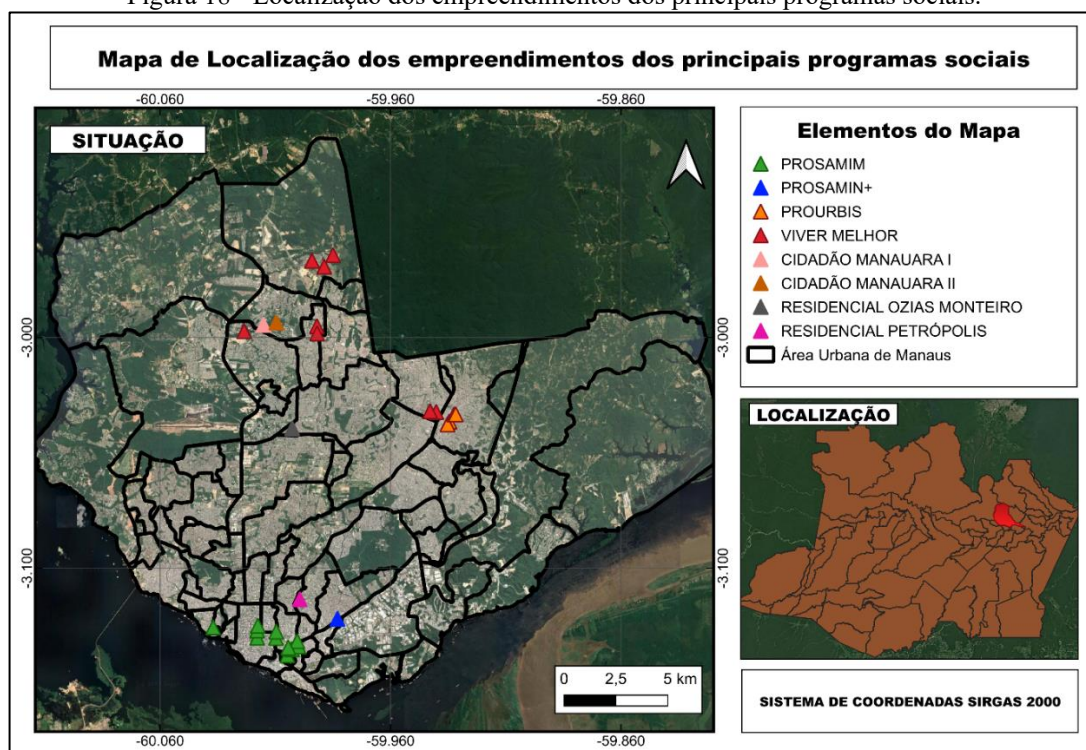 Figura 18 - Localização dos empreendimentos dos principais programas sociais.
Mapa de Localização dos empreendimentos dos principais programas sociais
-60.060 -59.960 -59.860
SITUAÇÃO
-3.000
-3.100
-3.000
-3.100
0 2,5 5 km
-60.060 -59.960 -59.860
Elementos do Mapa
PROSAMIM
PROSAMIN+
PROURBIS
VIVER MELHOR
CIDADÃO MANAUARA I
CIDADÃO MANAUARA II
RESIDENCIAL OZIAS MONTEIRO
RESIDENCIAL PETRÓPOLIS
Área Urbana de Manaus
LOCALIZAÇÃO
SISTEMA DE COORDENADAS SIRGAS 2000